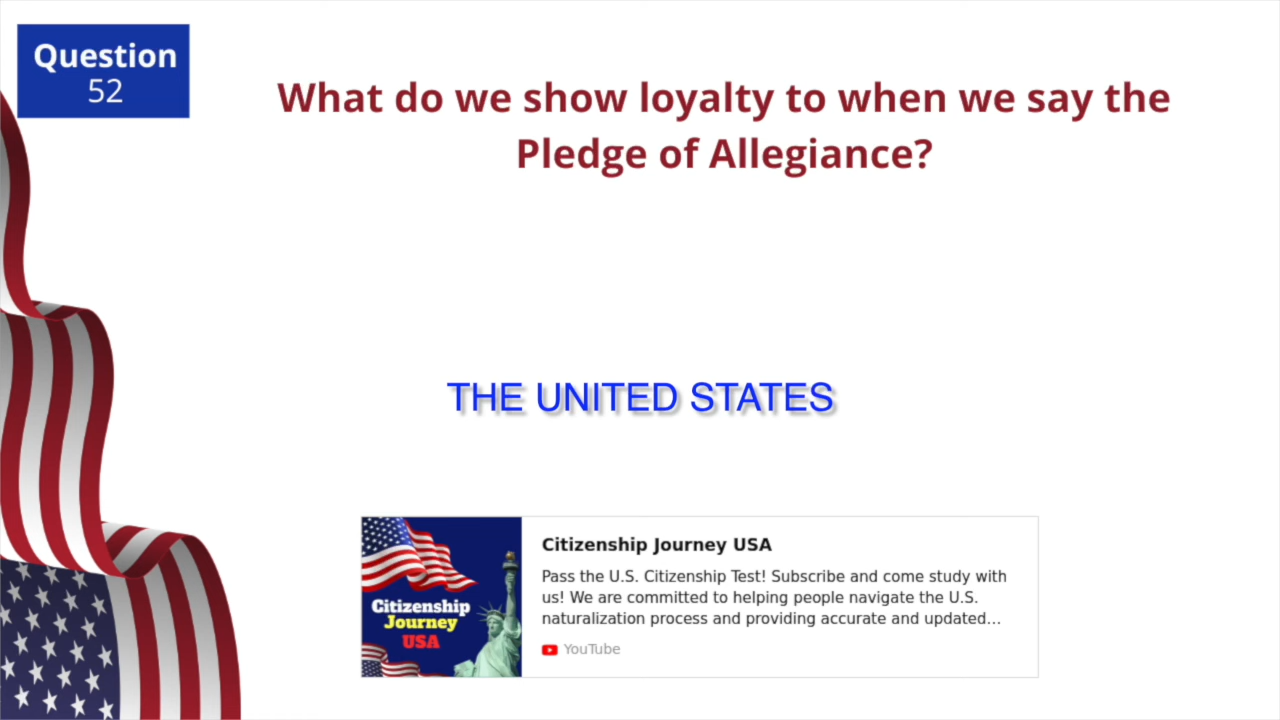 Question
52
What do we show loyalty to when we say the
Pledge of Allegiance?
THE UNITED STATES
Citizenship
Journey
USA
Citizenship Journey USA
Pass the U.S. Citizenship Test! Subscribe and come study with
us! We are committed to helping people navigate the U.S.
naturalization process and providing accurate and updated...
YouTube